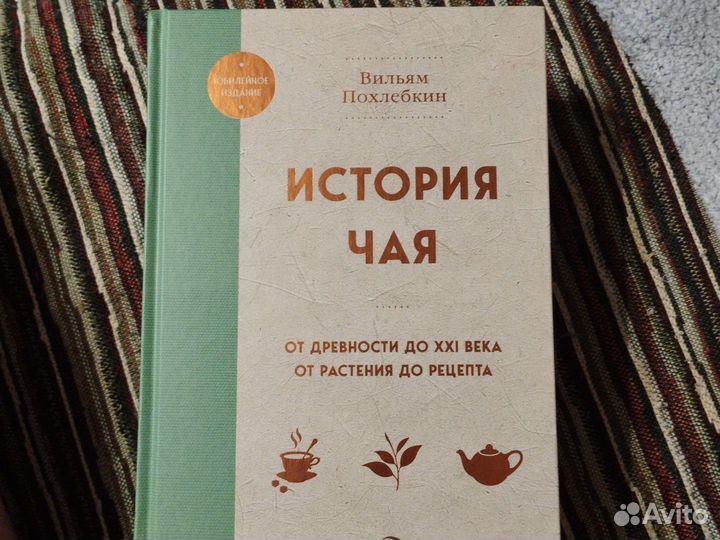 ЮБИЛЕЙНОЕ
ИЗДАНИЕ
Вильям
Похлебкин
ИСТОРИЯ
ЧАЯ
ОТ ДРЕВНОСТИ ДО XXI ВЕКА
ОТ РАСТЕНИЯ ДО РЕЦЕПТА
Avito